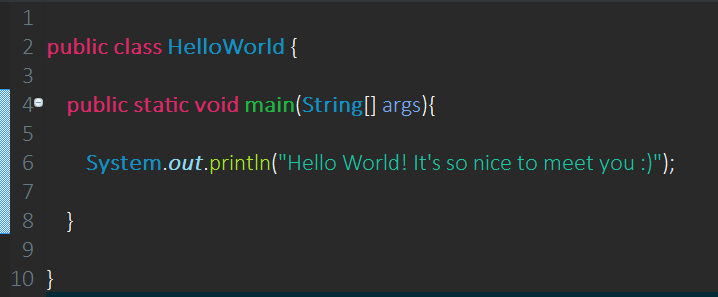 1
2 public class HelloWorld {
3
4 public static void main(String[] args){
5
6 System.out.println("Hello World! It's so nice to meet you :)");
7
8 }
9
10 }